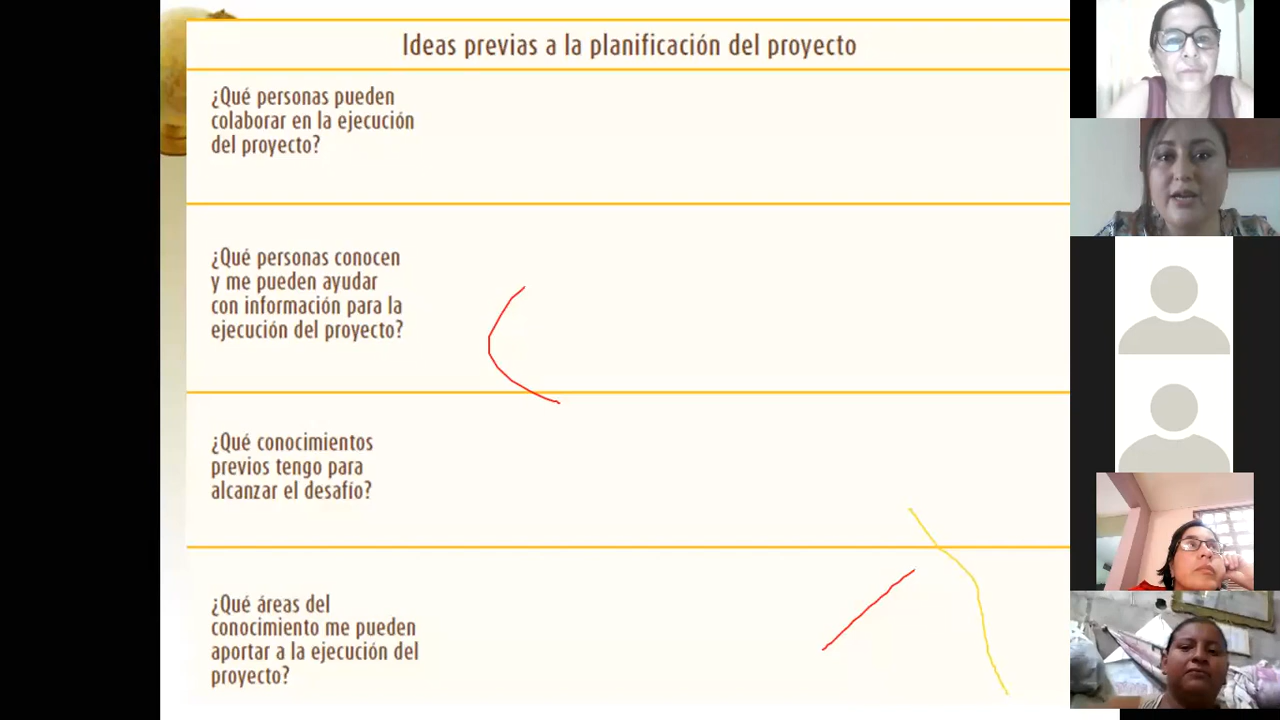 Ideas previas a la planificación del proyecto
¿Qué personas pueden
colaborar en la ejecución
del proyecto?
¿Qué personas conocen
y me pueden ayudar
con información para la
ejecución del proyecto?
¿Qué conocimientos
previos tengo para
alcanzar el desafío?
¿Qué áreas del
conocimiento me pueden
aportar a la ejecución del
proyecto?